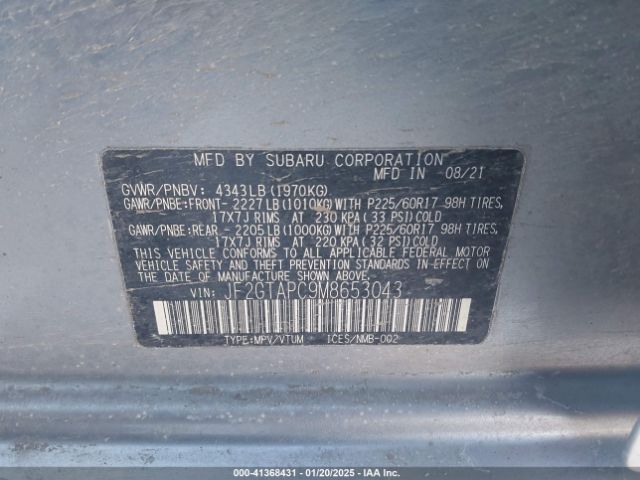 MFD BY SUBARU CORPORATION
MFD IN 08/21
GVWR/PNBV: 4343LB (1970KG)
GAWR/PNBE:FRONT- 2227LB (1010KG) WITH P225/60R17 98H TIRES,
17X7J RIMS AT 230 KPA (33 PSI) COLD
GAWR/PNBE:REAR - 2205LB (1000KG) WITH P225/60R17 98H TIRES,
17X7J RIMS AT 220 KPA (32 PSI) COLD
THIS VEHICLE CONFORMS TO ALL APPLICABLE FEDERAL MOTOR
VEHICLE SAFETY AND THEFT PREVENTION STANDARDS IN EFFECT
ON THE DATE OF MANUFACTURE SHOWN ABOVE.
VIN: JF2GTAPC9M8653043
TYPE:MPV/VTUM ICES/NMB-002
000-41368431 - 01/20/2025 - IAA Inc.